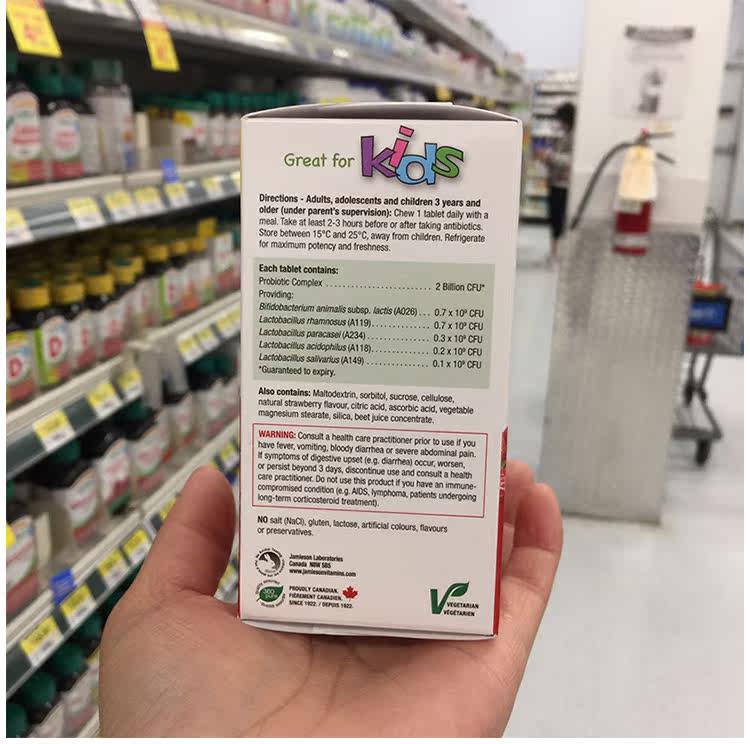 Great for kids
Directions - Adults, adolescents and children 3 years and
older (under parent's supervision): Chew 1 tablet daily with a
meal. Take at least 2-3 hours before or after taking antibiotics.
Store between 15°C and 25°C, away from children. Refrigerate
for maximum potency and freshness.
Each tablet contains:
Probiotic Complex ........................ 2 Billion CFU*
Providing:
Bifidobacterium animalis subsp. lactis (A026) ... 0.7 x 10⁹ CFU
Lactobacillus rhamnosus (A119) .............. 0.7 x 10⁹ CFU
Lactobacillus paracasei (A234) ............... 0.3 x 10⁹ CFU
Lactobacillus acidophilus (A118) .............. 0.2 x 10⁹ CFU
Lactobacillus salivarius (A149) ............... 0.1 x 10⁹ CFU
*Guaranteed to expiry.
Also contains: Maltodextrin, sorbitol, sucrose, cellulose,
natural strawberry flavour, citric acid, ascorbic acid, vegetable
magnesium stearate, silica, beet juice concentrate.
WARNING: Consult a health care practitioner prior to use if you
have fever, vomiting, bloody diarrhea or severe abdominal pain.
If symptoms of digestive upset (e.g. diarrhea) occur, worsen,
or persist beyond 3 days, discontinue use and consult a health
care practitioner. Do not use this product if you have an immune-
compromised condition (e.g. AIDS, lymphoma, patients undergoing
long-term corticosteroid treatment).
NO salt (NaCl), gluten, lactose, artificial colours, flavours
or preservatives.
Jamieson Laboratories
Canada N8W 5B5
www.jamiesonvitamins.com
360
pure
PROUDLY CANADIAN.
FIÈREMENT CANADIEN.
SINCE 1922. / DEPUIS 1922.
VEGETARIAN
VÉGÉTARIEN
D
D
D